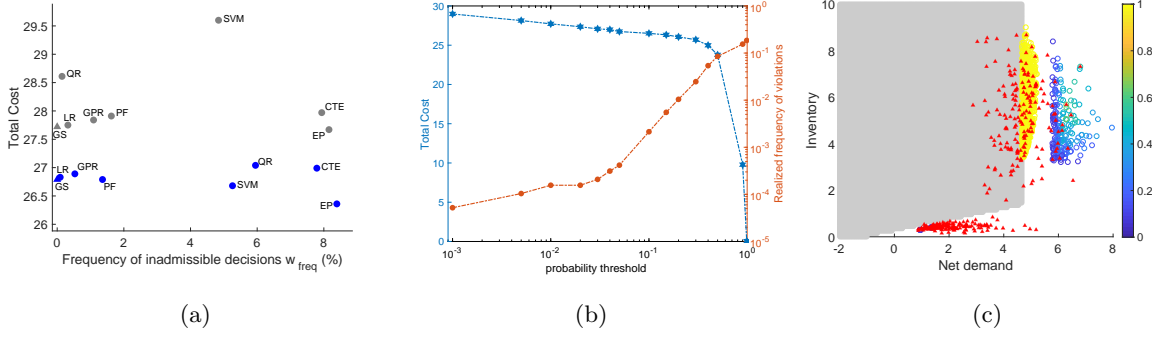 29.5
29
28.5
28
27.5
27
26.5
26
Total Cost
SVM
QR
GPR
PF
LR
GS
CTE
EP
LR
GPR
GS
PF
QR
CTE
SVM
EP
0
2
4
6
8
Frequency of inadmissible decisions w_freq (%)
(a)
30
25
20
15
10
5
0
Total Cost
10^0
10^-1
10^-2
10^-3
10^-4
10^-5
Realized frequency of violations
10^-3
10^-2
10^-1
10^0
probability threshold
(b)
10
8
6
4
2
0
Inventory
-2
0
2
4
6
8
Net demand
1
0.8
0.6
0.4
0.2
0
(c)